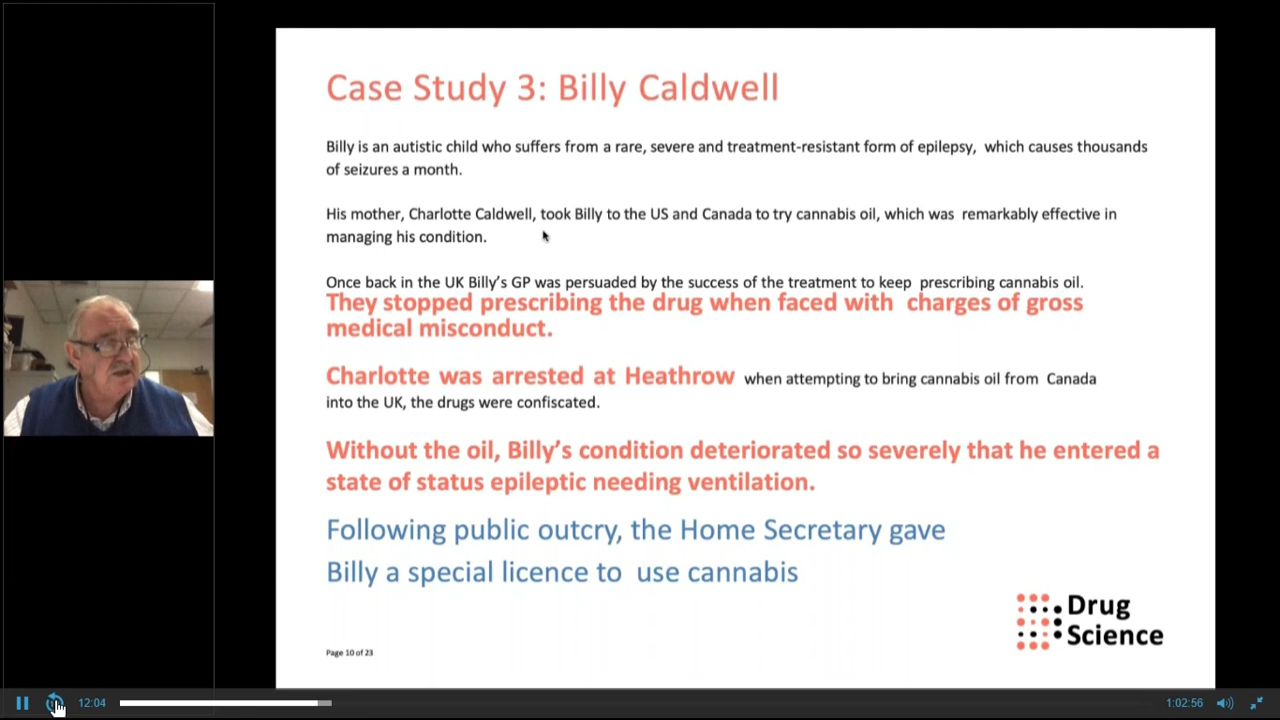 Case Study 3: Billy Caldwell
Billy is an autistic child who suffers from a rare, severe and treatment-resistant form of epilepsy, which causes thousands
of seizures a month.
His mother, Charlotte Caldwell, took Billy to the US and Canada to try cannabis oil, which was remarkably effective in
managing his condition.
Once back in the UK Billy's GP was persuaded by the success of the treatment to keep prescribing cannabis oil.
They stopped prescribing the drug when faced with charges of gross
medical misconduct.
Charlotte was arrested at Heathrow when attempting to bring cannabis oil from Canada
into the UK, the drugs were confiscated.
Without the oil, Billy's condition deteriorated so severely that he entered a
state of status epileptic needing ventilation.
Following public outcry, the Home Secretary gave
Billy a special licence to use cannabis
Drug
Science
Page 10 of 23
12:04
1:02:56